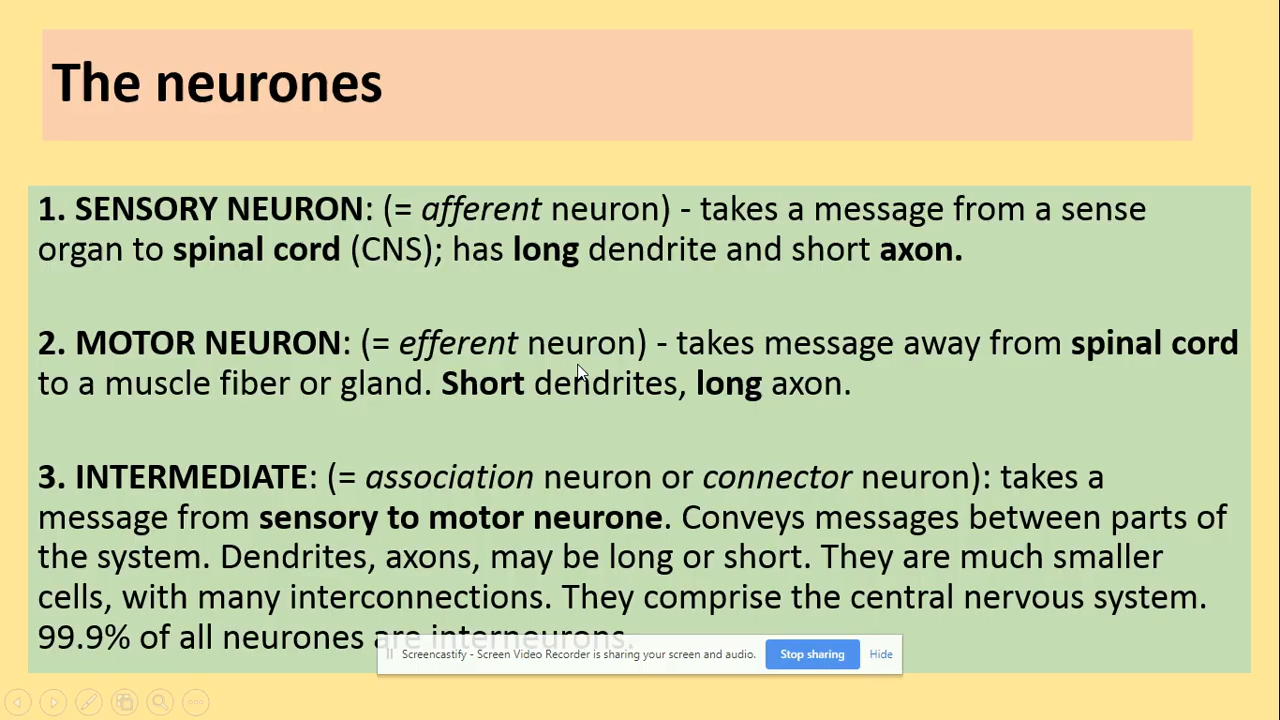 The neurones
1. SENSORY NEURON: (= afferent neuron) - takes a message from a sense
organ to spinal cord (CNS); has long dendrite and short axon.
2. MOTOR NEURON: (= efferent neuron) - takes message away from spinal cord
to a muscle fiber or gland. Short dendrites, long axon.
3. INTERMEDIATE: (= association neuron or connector neuron): takes a
message from sensory to motor neurone. Conveys messages between parts of
the system. Dendrites, axons, may be long or short. They are much smaller
cells, with many interconnections. They comprise the central nervous system.
99.9% of all neurones are interneurons.
Screencastify - Screen Video Recorder is sharing your screen and audio. Stop sharing Hide